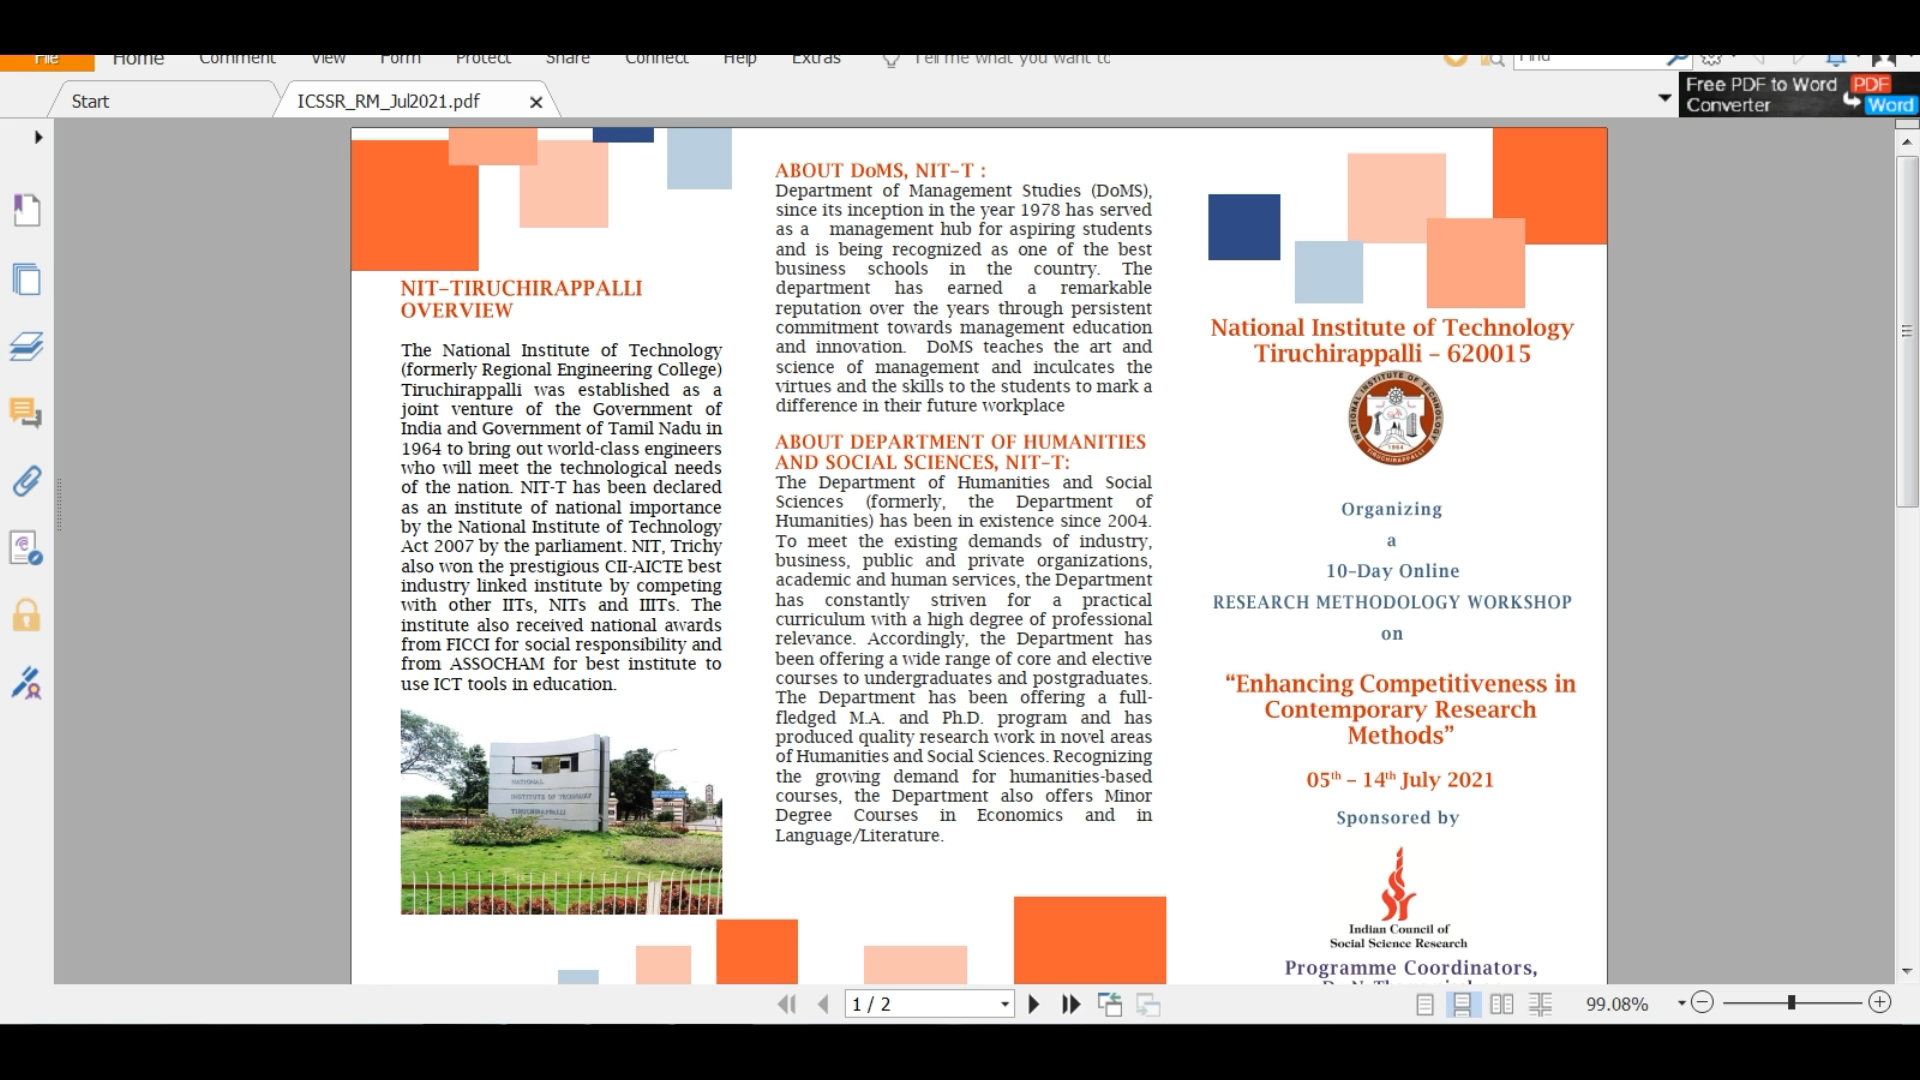 File Home Comment View Form Protect Share Connect Help Extras Tell me what you want to Find
Start
ICSSR_RM_Jul2021.pdf
Free PDF to Word
Converter
PDF
Word
NIT-TIRUCHIRAPPALLI
OVERVIEW
The National Institute of Technology
(formerly Regional Engineering College)
Tiruchirappalli was established as a
joint venture of the Government of
India and Government of Tamil Nadu in
1964 to bring out world-class engineers
who will meet the technological needs
of the nation. NIT-T has been declared
as an institute of national importance
by the National Institute of Technology
Act 2007 by the parliament. NIT, Trichy
also won the prestigious CII-AICTE best
industry linked institute by competing
with other IITs, NITs and IIITs. The
institute also received national awards
from FICCI for social responsibility and
from ASSOCHAM for best institute to
use ICT tools in education.
NATIONAL
INSTITUTE OF TECHNOLOGY
TIRUCHIRAPPALLI
ABOUT DoMS, NIT-T :
Department of Management Studies (DoMS),
since its inception in the year 1978 has served
as a management hub for aspiring students
and is being recognized as one of the best
business schools in the country. The
department has earned a remarkable
reputation over the years through persistent
commitment towards management education
and innovation. DoMS teaches the art and
science of management and inculcates the
virtues and the skills to the students to mark a
difference in their future workplace
ABOUT DEPARTMENT OF HUMANITIES
AND SOCIAL SCIENCES, NIT-T:
The Department of Humanities and Social
Sciences (formerly, the Department of
Humanities) has been in existence since 2004.
To meet the existing demands of industry,
business, public and private organizations,
academic and human services, the Department
has constantly striven for a practical
curriculum with a high degree of professional
relevance. Accordingly, the Department has
been offering a wide range of core and elective
courses to undergraduates and postgraduates.
The Department has been offering a full-
fledged M.A. and Ph.D. program and has
produced quality research work in novel areas
of Humanities and Social Sciences. Recognizing
the growing demand for humanities-based
courses, the Department also offers Minor
Degree Courses in Economics and in
Language/Literature.
National Institute of Technology
Tiruchirappalli – 620015
NATIONAL INSTITUTE OF TECHNOLOGY
1964
TIRUCHIRAPPALLI
Organizing
a
10-Day Online
RESEARCH METHODOLOGY WORKSHOP
on
“Enhancing Competitiveness in
Contemporary Research
Methods”
05th – 14th July 2021
Sponsored by
Indian Council of
Social Science Research
Programme Coordinators,
1 / 2
99.08%